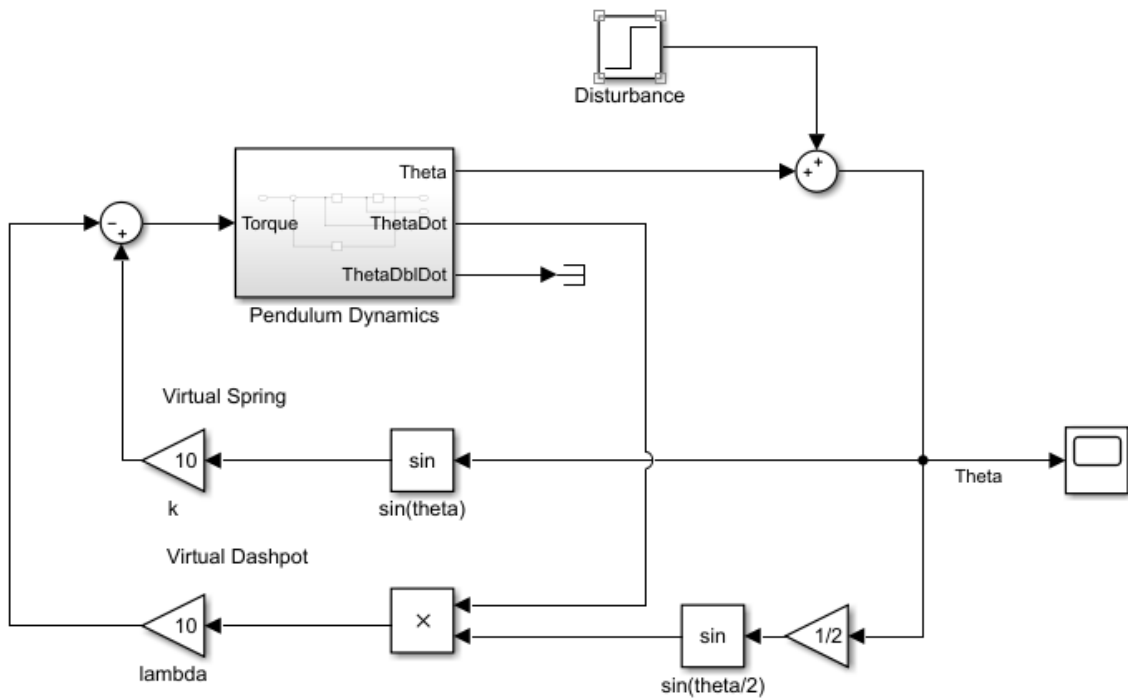 Disturbance
Theta
+ +
- +
Torque
ThetaDot
ThetaDblDot
Pendulum Dynamics
Virtual Spring
10
sin
Theta
k
sin(theta)
Virtual Dashpot
10
×
sin
1/2
lambda
sin(theta/2)